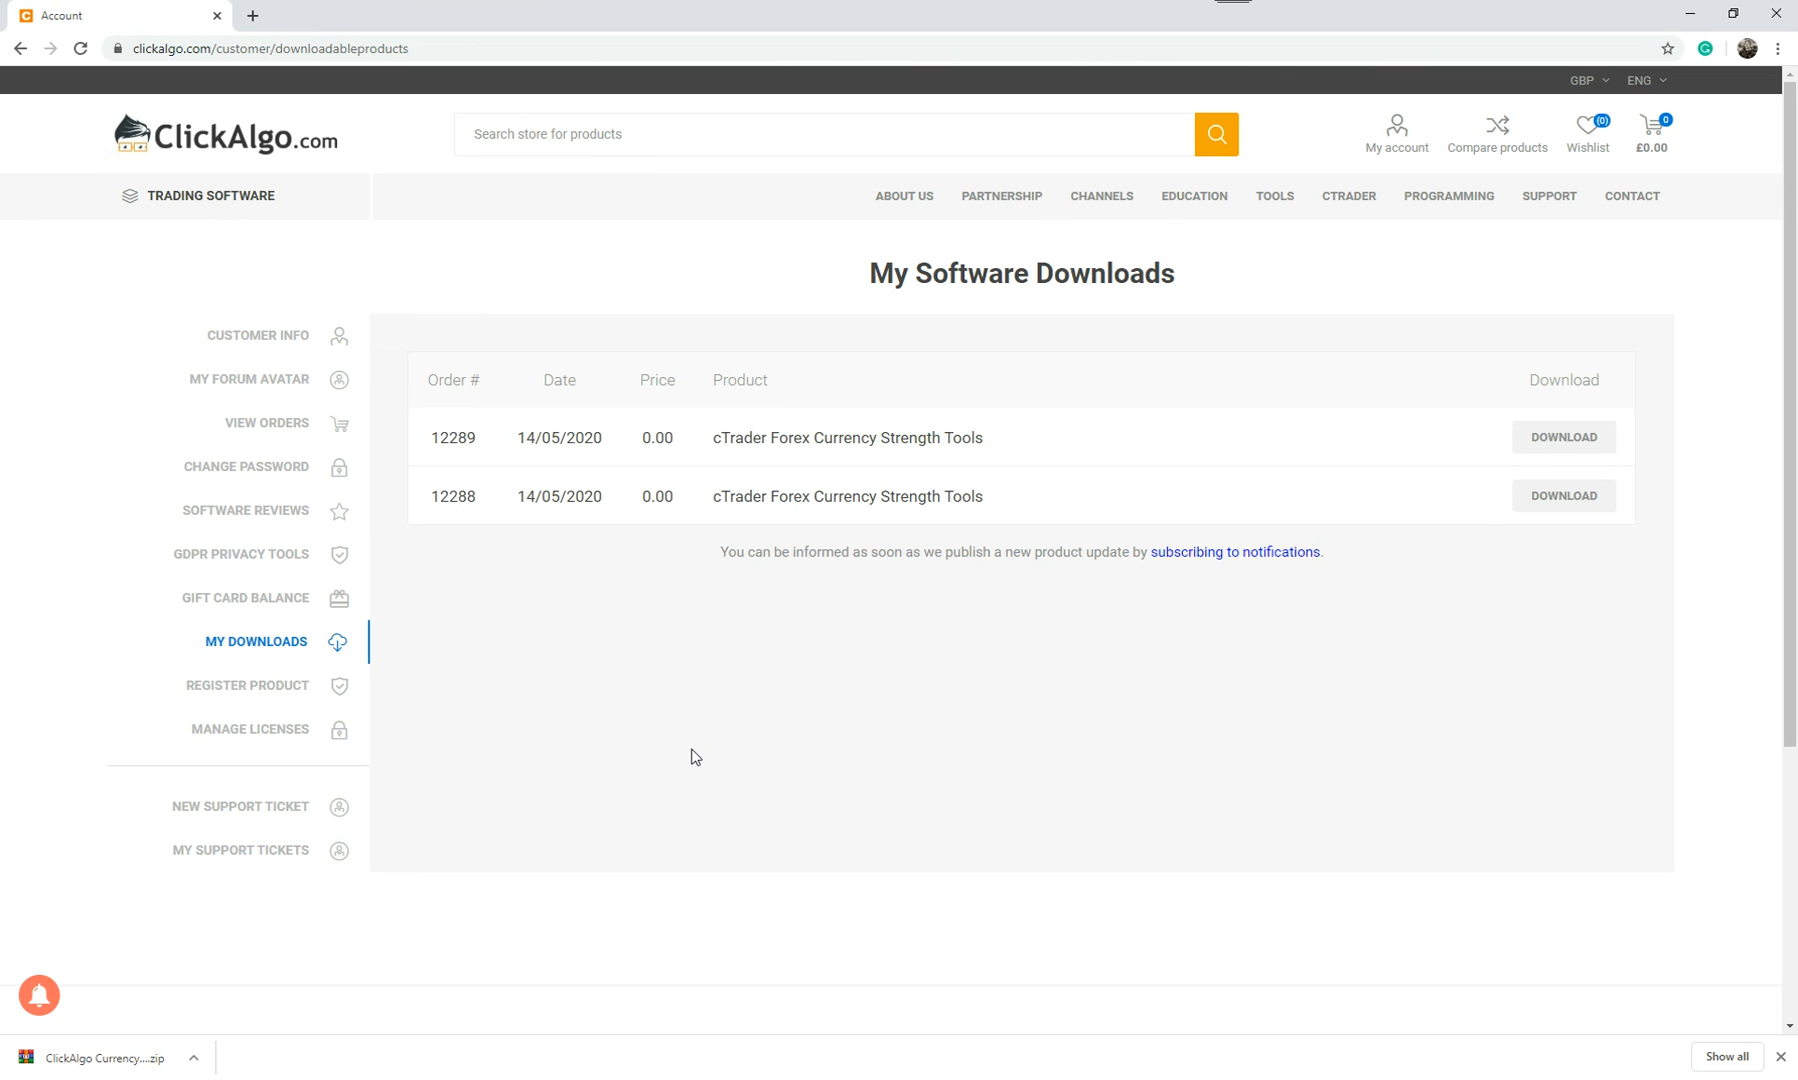 Account
clickalgo.com/customer/downloadableproducts
GBP ENG
ClickAlgo.com
Search store for products
My account
Compare products
(0)
Wishlist
0
£0.00
TRADING SOFTWARE
ABOUT US PARTNERSHIP CHANNELS EDUCATION TOOLS CTRADER PROGRAMMING SUPPORT CONTACT
My Software Downloads
CUSTOMER INFO
MY FORUM AVATAR
VIEW ORDERS
CHANGE PASSWORD
SOFTWARE REVIEWS
GDPR PRIVACY TOOLS
GIFT CARD BALANCE
MY DOWNLOADS
REGISTER PRODUCT
MANAGE LICENSES
NEW SUPPORT TICKET
MY SUPPORT TICKETS
Order # Date Price Product Download
12289 14/05/2020 0.00 cTrader Forex Currency Strength Tools DOWNLOAD
12288 14/05/2020 0.00 cTrader Forex Currency Strength Tools DOWNLOAD
You can be informed as soon as we publish a new product update by subscribing to notifications.
ClickAlgo Currency....zip
Show all